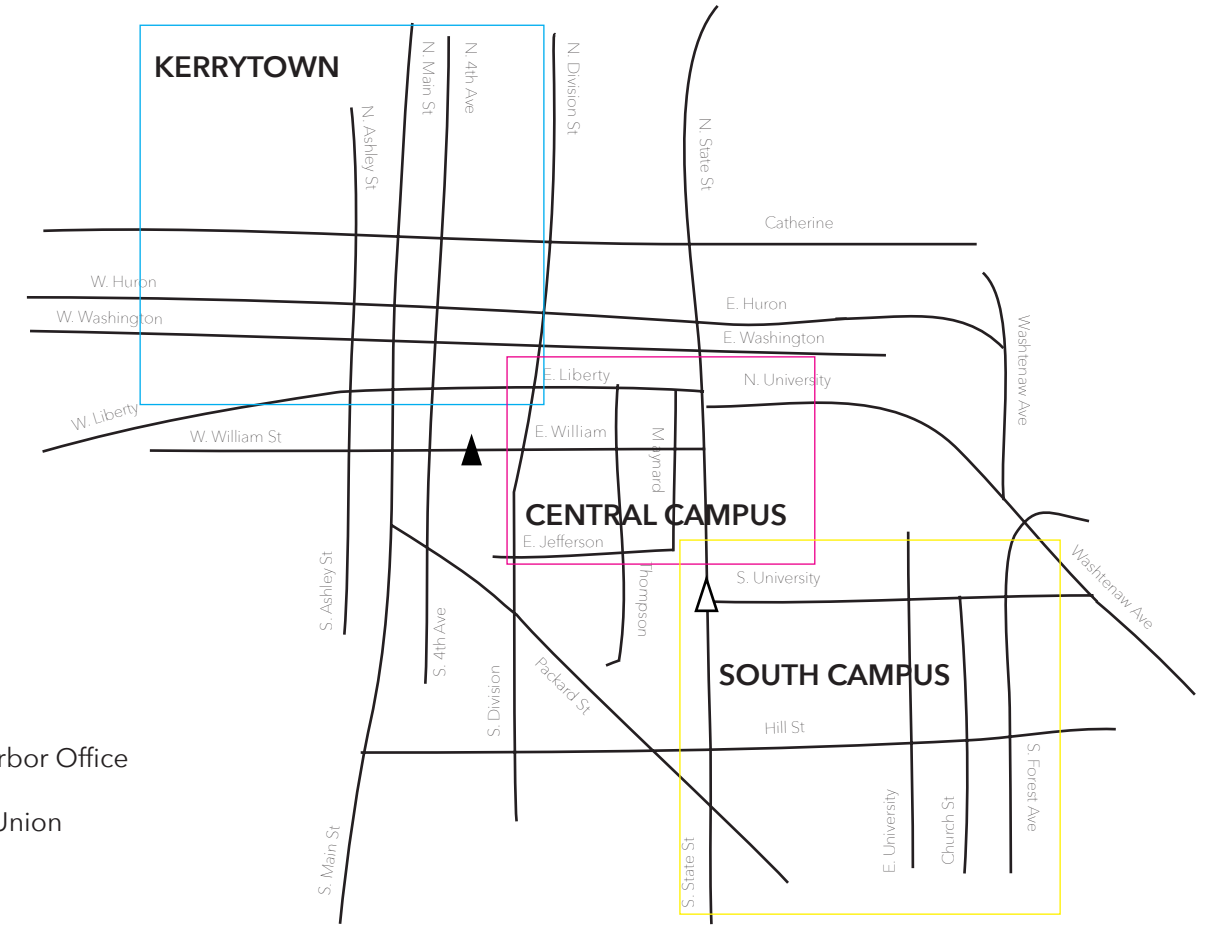 KERRYTOWN
N. Main St
N. 4th Ave
N. Division St
N. Ashley St
N. State St
Catherine
W. Huron
E. Huron
W. Washington
E. Washington
Washtenaw Ave
E. Liberty
N. University
W. Liberty
W. William St
E. William
Maynard
CENTRAL CAMPUS
E. Jefferson
S. Ashley St
Thompson
S. University
Washtenaw Ave
S. 4th Ave
S. Division
Packard St
SOUTH CAMPUS
Hill St
rbor Office
Union
S. Main St
S. State St
E. University
Church St
S. Forest Ave